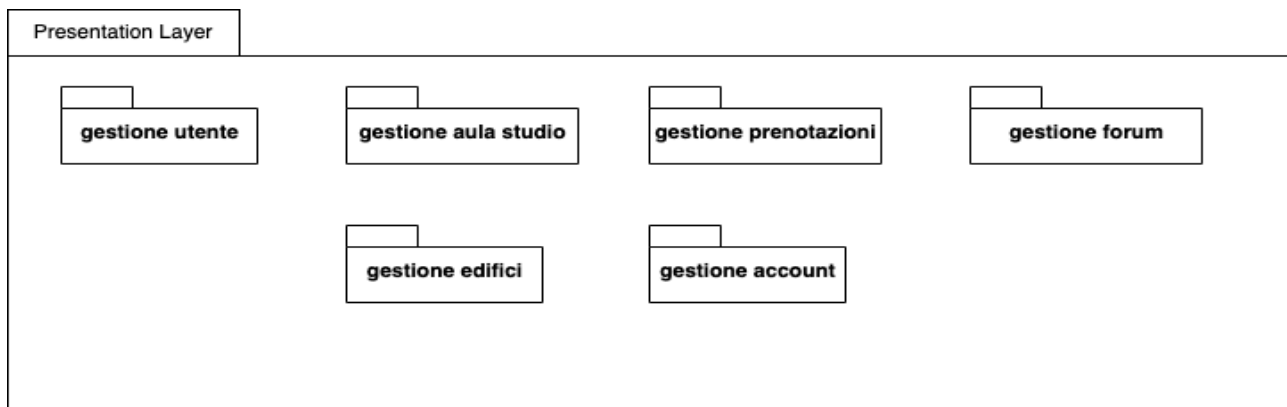 Presentation Layer
gestione utente
gestione aula studio
gestione prenotazioni
gestione forum
gestione edifici
gestione account